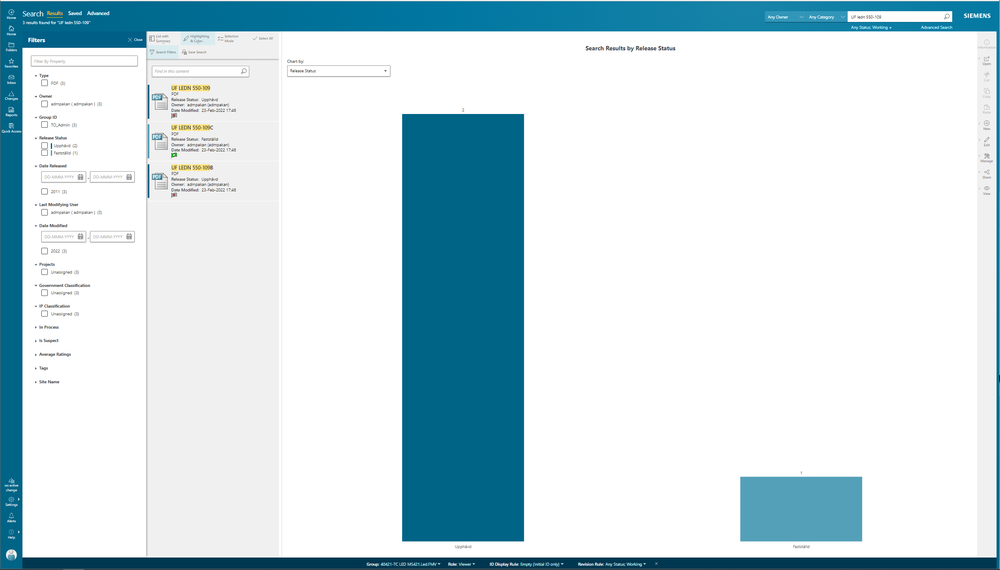 Home
Home
Folders
Favorites
Inbox
Changes
Reports
Quick Access
no active
change
Settings
Alerts
Help
Search Results Saved Advanced
3 results found for "UF ledn 550-109"
Any Owner
Any Category
UF ledn 550-109
SIEMENS
Any Status; Working
Advanced Search
Filters
Close
Filter By Property
Type
PDF (3)
Owner
admpakan ( admpakan ) (3)
Group ID
TO_Admin (3)
Release Status
Upphävd (2)
Fastställd (1)
Date Released
DD-MMM-YYYY - DD-MMM-YYYY
2011 (3)
Last Modifying User
admpakan ( admpakan ) (3)
Date Modified
DD-MMM-YYYY - DD-MMM-YYYY
2022 (3)
Projects
Unassigned (3)
Government Classification
Unassigned (3)
IP Classification
Unassigned (3)
In Process
Is Suspect
Average Ratings
Tags
Site Name
List with
Summary
Highlighting
& Color...
Selection
Mode
Select All
Search Filters
Save Search
Find in this content
PDF
UF LEDN 550-109
PDF
Release Status: Upphävd
Owner: admpakan (admpakan)
Date Modified: 23-Feb-2022 17:46
PDF
UF LEDN 550-109C
PDF
Release Status: Fastställd
Owner: admpakan (admpakan)
Date Modified: 23-Feb-2022 17:46
PDF
UF LEDN 550-109B
PDF
Release Status: Upphävd
Owner: admpakan (admpakan)
Date Modified: 23-Feb-2022 17:46
Search Results by Release Status
Chart by:
Release Status
2
1
Upphävd
Fastställd
Information
Open
Cut
Copy
Paste
New
Edit
Manage
Share
View
Group: 40421-TC LED MS421.Led.FMV Role: Viewer ID Display Rule: Empty (Initial ID only) Revision Rule: Any Status; Working